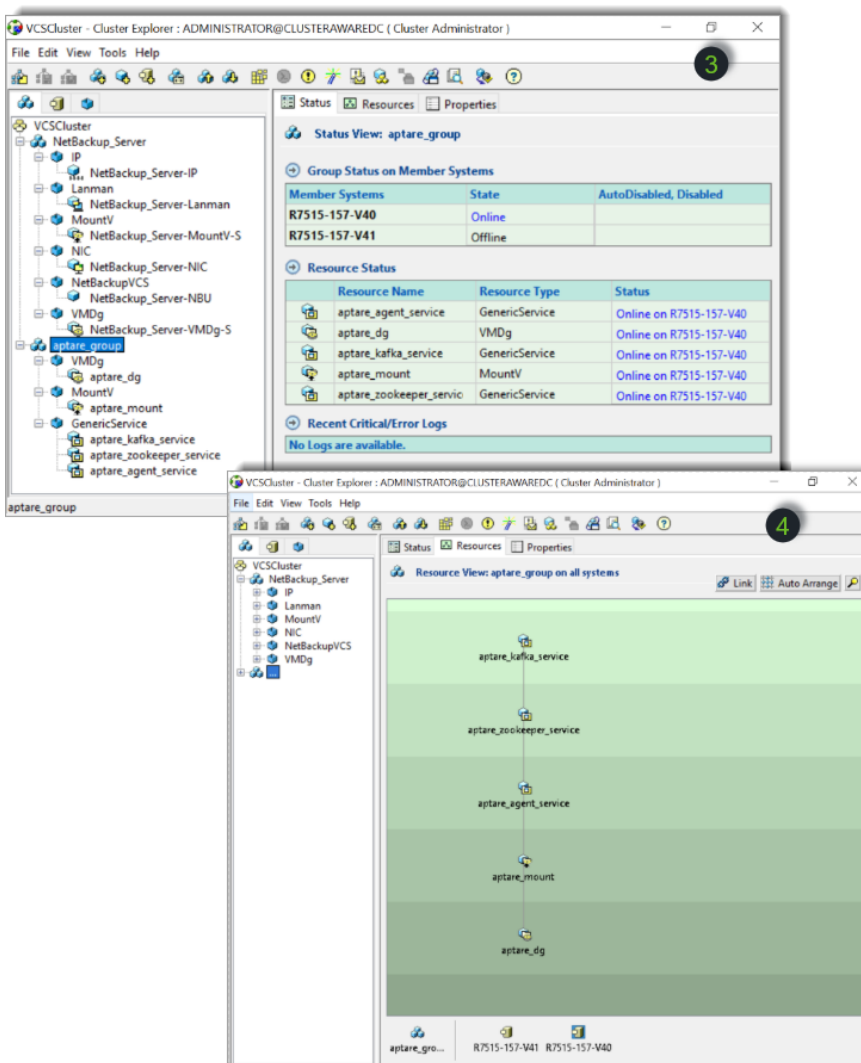 VCSCluster - Cluster Explorer : ADMINISTRATOR@CLUSTERAWAREDC ( Cluster Administrator )
File Edit View Tools Help
3
VCSCluster
NetBackup_Server
IP
NetBackup_Server-IP
Lanman
NetBackup_Server-Lanman
MountV
NetBackup_Server-MountV-S
NIC
NetBackup_Server-NIC
NetBackupVCS
NetBackup_Server-NBU
VMDg
NetBackup_Server-VMDg-S
aptare_group
VMDg
aptare_dg
MountV
aptare_mount
GenericService
aptare_kafka_service
aptare_zookeeper_service
aptare_agent_service
aptare_group
Status Resources Properties
Status View: aptare_group
Group Status on Member Systems
Member Systems State AutoDisabled, Disabled
R7515-157-V40 Online
R7515-157-V41 Offline
Resource Status
Resource Name Resource Type Status
aptare_agent_service GenericService Online on R7515-157-V40
aptare_dg VMDg Online on R7515-157-V40
aptare_kafka_service GenericService Online on R7515-157-V40
aptare_mount MountV Online on R7515-157-V40
aptare_zookeeper_servic GenericService Online on R7515-157-V40
Recent Critical/Error Logs
No Logs are available.
VCSCluster - Cluster Explorer : ADMINISTRATOR@CLUSTERAWAREDC ( Cluster Administrator )
File Edit View Tools Help
4
VCSCluster
NetBackup_Server
IP
Lanman
MountV
NIC
NetBackupVCS
VMDg
...
Status Resources Properties
Resource View: aptare_group on all systems
Link Auto Arrange
aptare_kafka_service
aptare_zookeeper_service
aptare_agent_service
aptare_mount
aptare_dg
aptare_gro... R7515-157-V41 R7515-157-V40